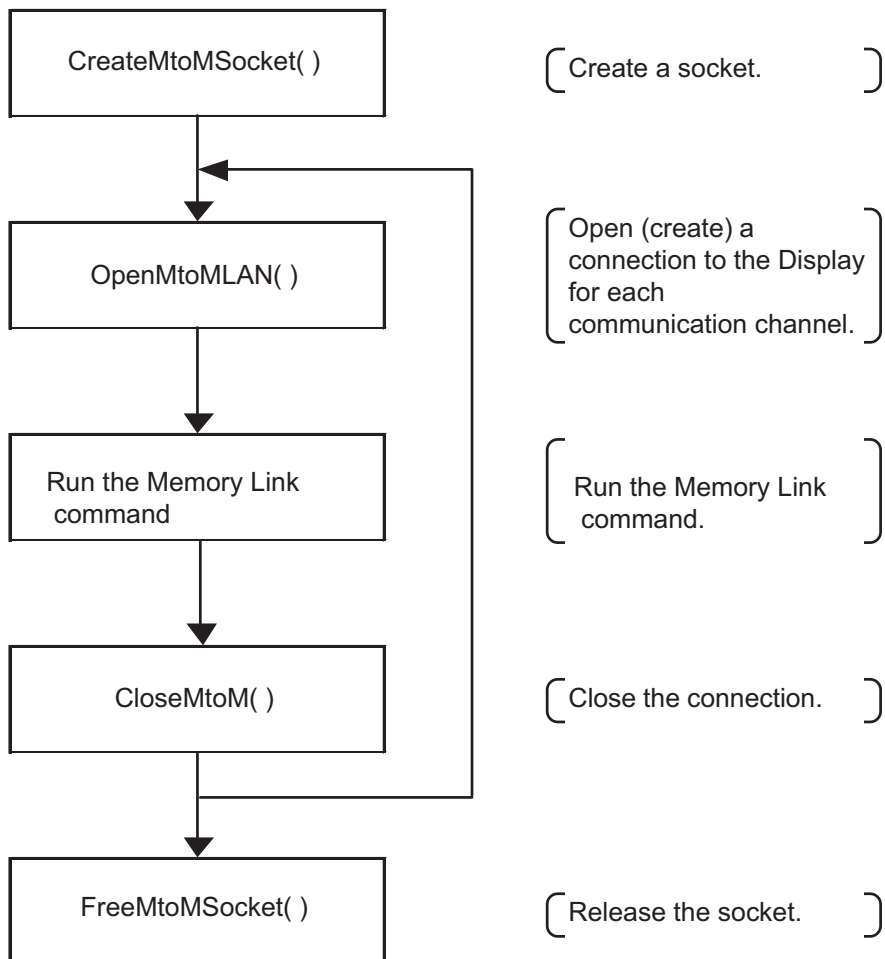 CreateMtoMSocket( )
Create a socket.
OpenMtoMLAN( )
Open (create) a
connection to the Display
for each
communication channel.
Run the Memory Link
command
Run the Memory Link
command.
CloseMtoM( )
Close the connection.
FreeMtoMSocket( )
Release the socket.